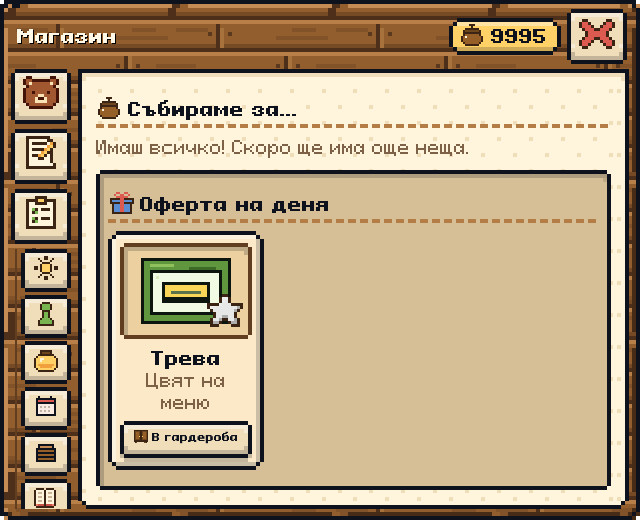 Магазин
9995
Събираме за...
Имаш всичко! Скоро ще има още неща.
Оферта на деня
Трева
Цвят на
меню
В гардероба